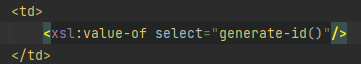 <td>
<xsl:value-of select="generate-id()"/>
</td>